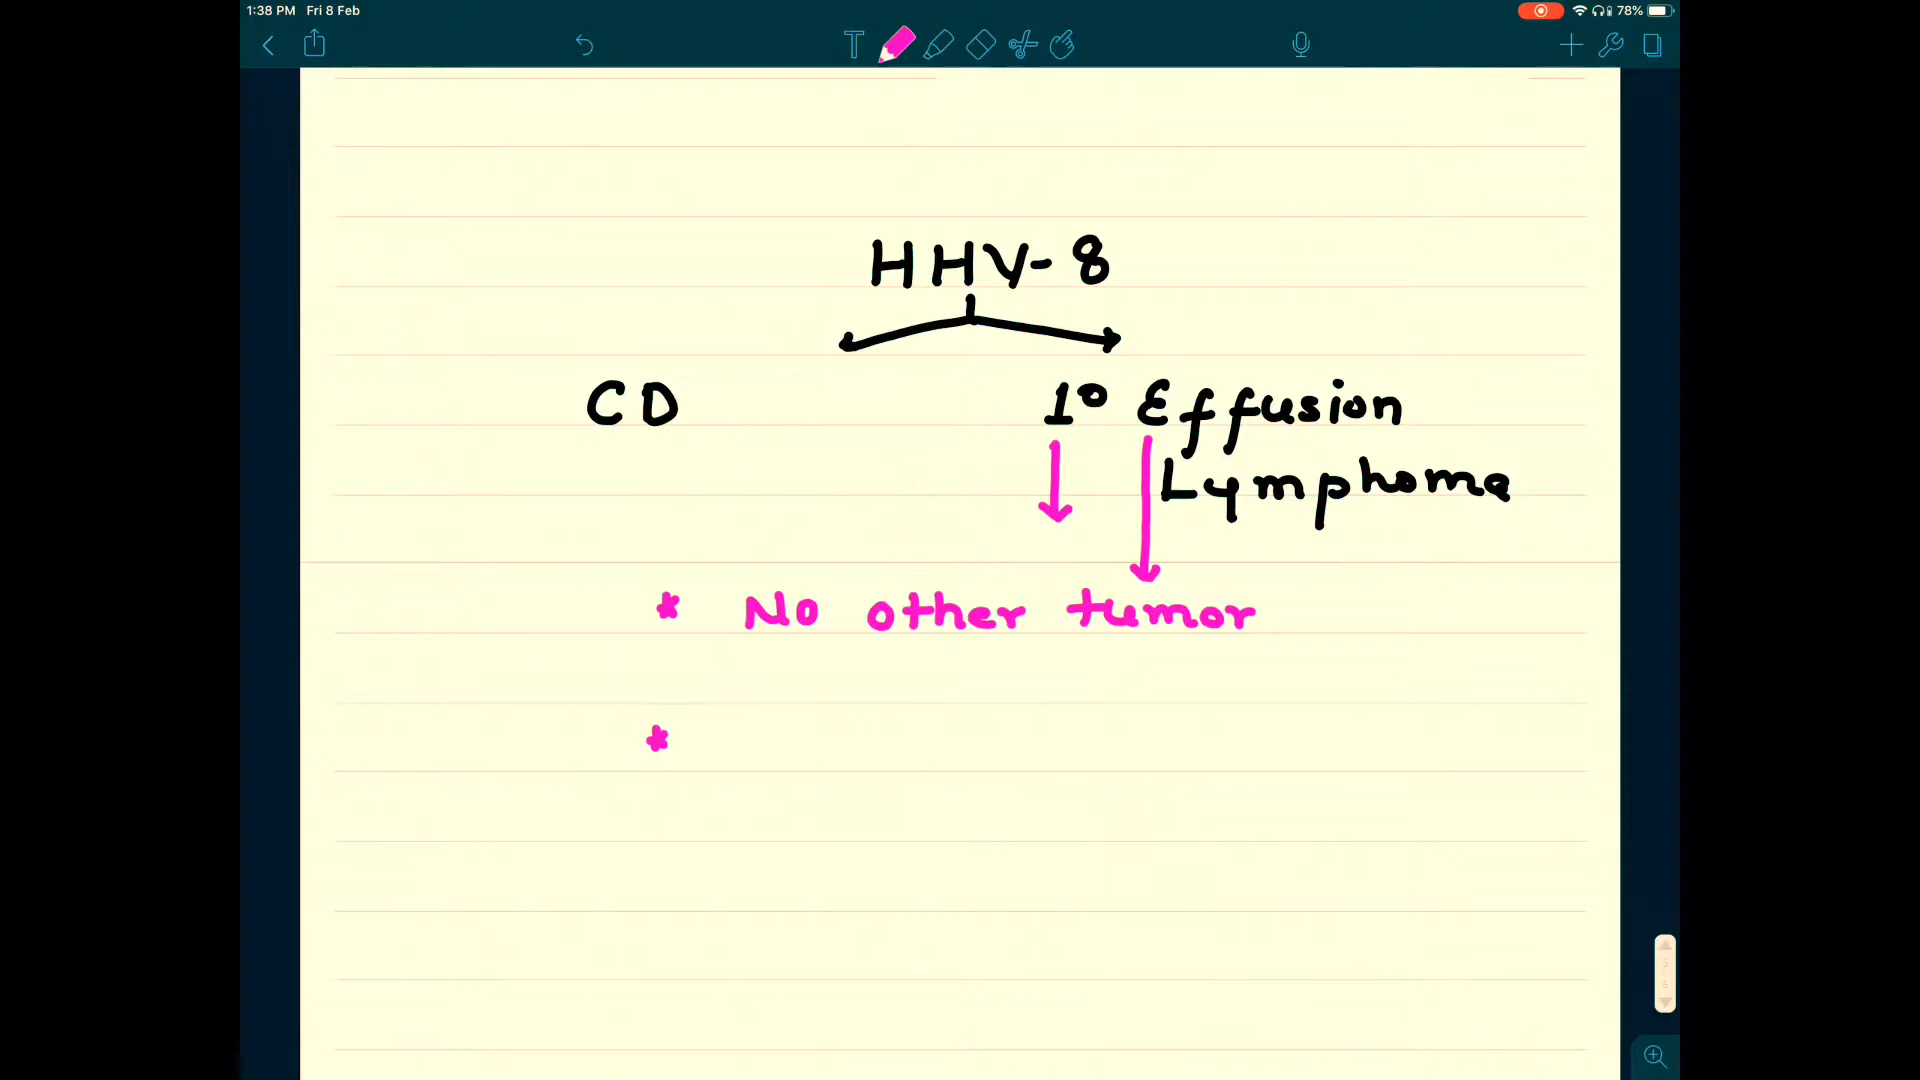 1:38 PM Fri 8 Feb 78%
T
HHV-8
CD 1° Effusion
Lymphoma
* No other tumor
*